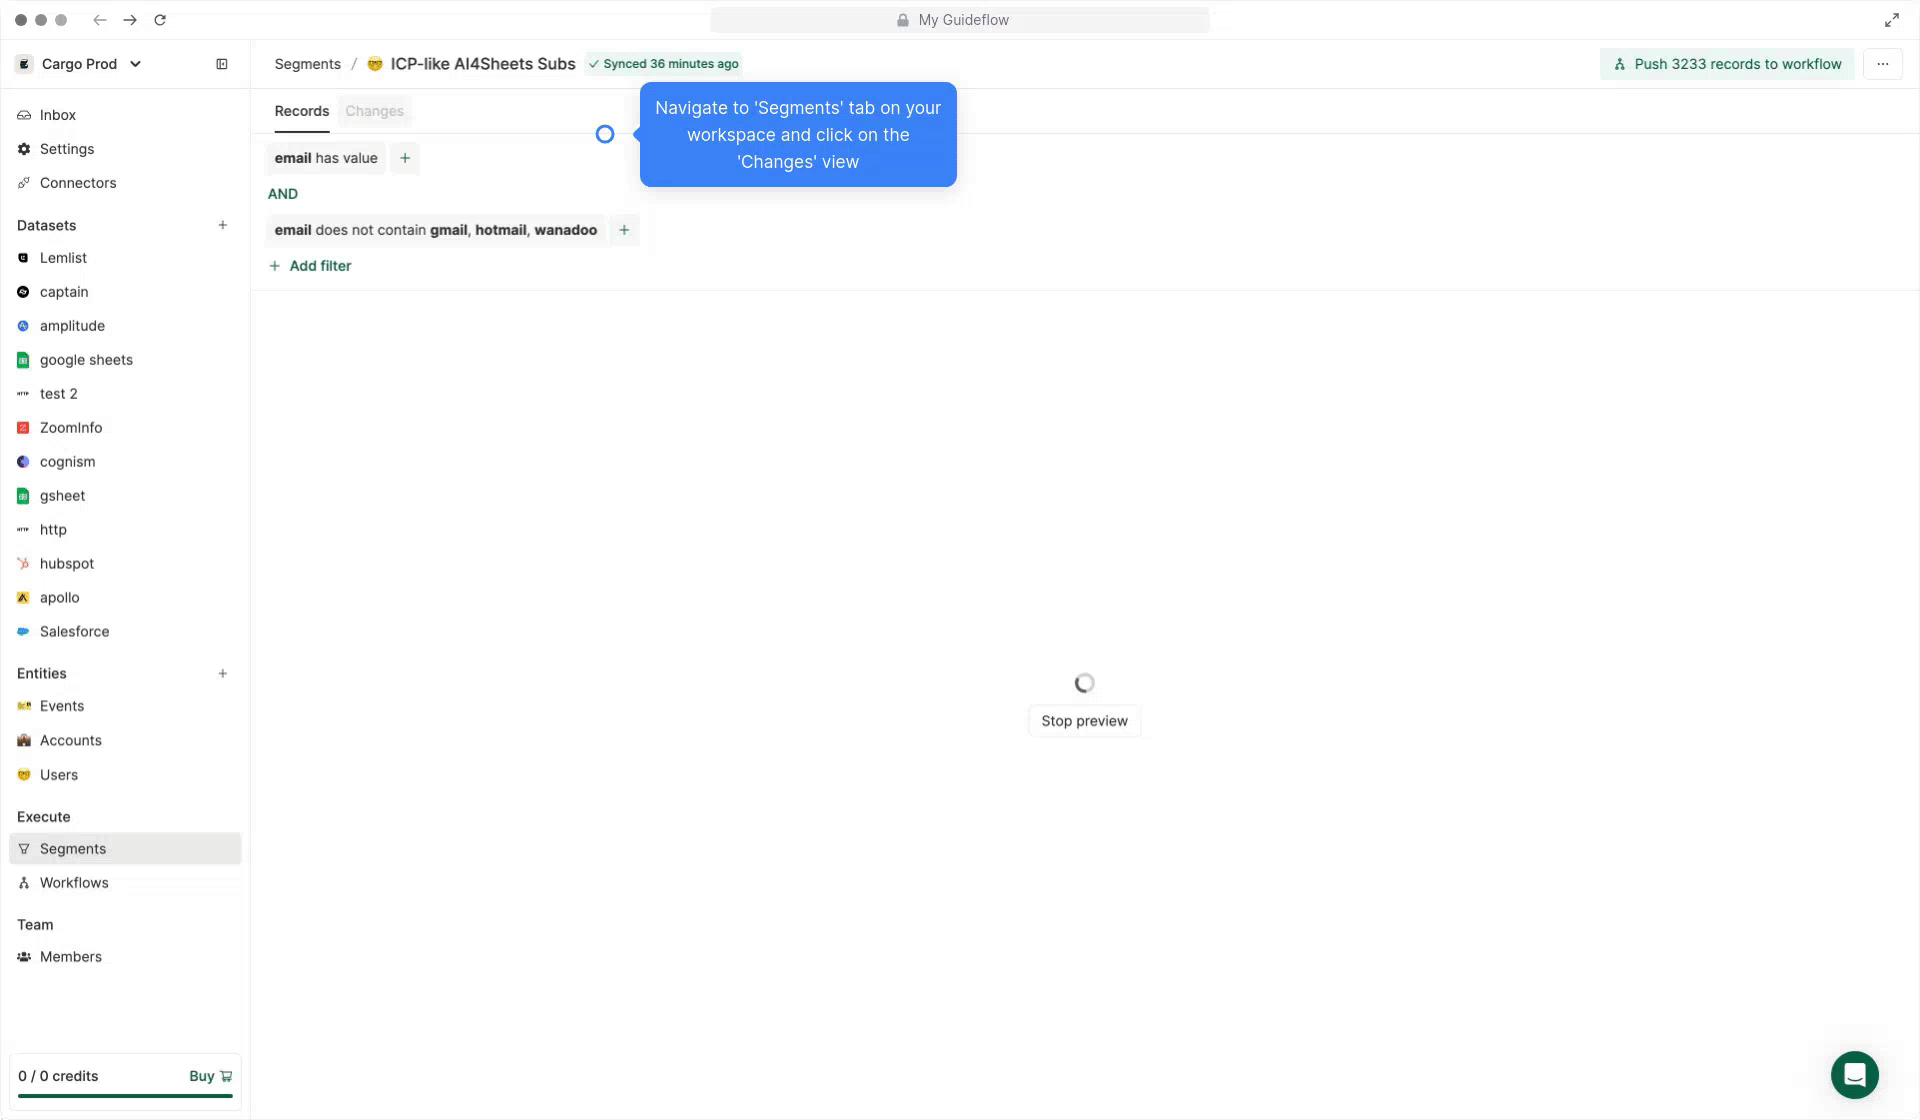 My Guideflow
Cargo Prod
Segments / ICP-like AI4Sheets Subs
Synced 36 minutes ago
Push 3233 records to workflow
Records
Changes
Navigate to 'Segments' tab on your
workspace and click on the
'Changes' view
email has value
AND
email does not contain gmail, hotmail, wanadoo
Add filter
Stop preview
Inbox
Settings
Connectors
Datasets
Lemlist
captain
amplitude
google sheets
test 2
ZoomInfo
cognism
gsheet
http
hubspot
apollo
Salesforce
Entities
Events
Accounts
Users
Execute
Segments
Workflows
Team
Members
0 / 0 credits
Buy